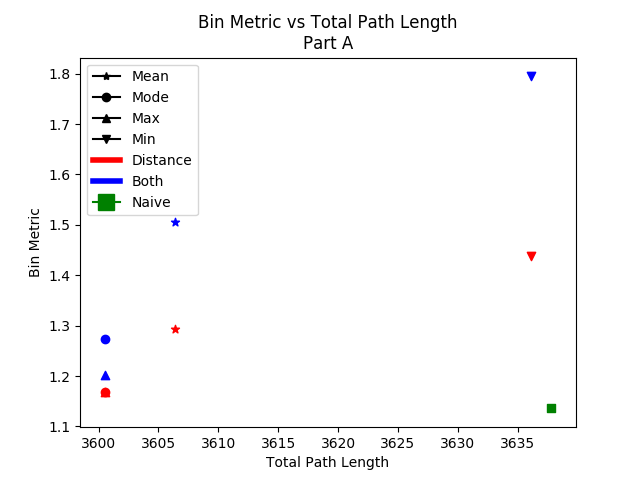 Bin Metric vs Total Path Length
Part A
Mean
Mode
Max
Min
Distance
Both
Naive
Bin Metric
1.8
1.7
1.6
1.5
1.4
1.3
1.2
1.1
3600 3605 3610 3615 3620 3625 3630 3635
Total Path Length